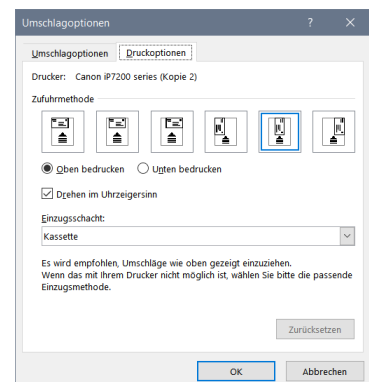 Umschlagoptionen ? ×
Umschlagoptionen Druckoptionen
Drucker: Canon iP7200 series (Kopie 2)
Zufuhrmethode
Oben bedrucken Unten bedrucken
Drehen im Uhrzeigersinn
Einzugsschacht:
Kassette
Es wird empfohlen, Umschläge wie oben gezeigt einzuziehen.
Wenn das mit Ihrem Drucker nicht möglich ist, wählen Sie bitte die passende
Einzugsmethode.
Zurücksetzen
OK Abbrechen